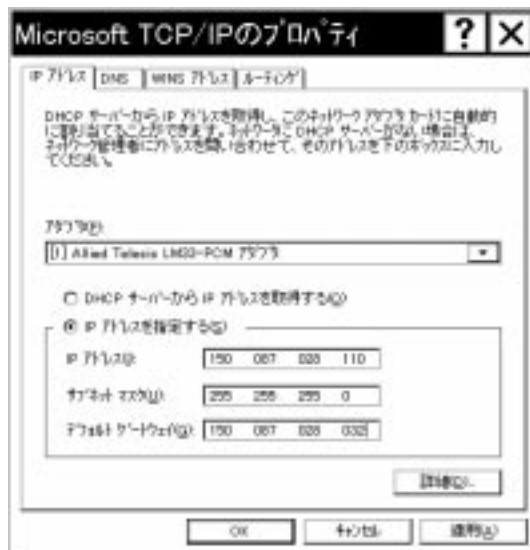 Microsoft TCP/IPのプロパティ
IP アドレス DNS WINS アドレス ルーティング
DHCP サーバーから IP アドレスを取得し、このネットワーク アダプタ カードに自動的
に割り当てることができます。ネットワークに DHCP サーバーがない場合は、
ネットワーク管理者にアドレスを問い合わせて、そのアドレスを下のボックスに入力し
てください。
アダプタ(P):
[1] Allied Telesis LM33-PCM アダプタ
DHCP サーバーから IP アドレスを取得する(O)
IP アドレスを指定する(S)
IP アドレス(I): 150 087 028 110
サブネット マスク(U): 255 255 255 0
デフォルト ゲートウェイ(G): 150 087 028 032
詳細(D)...
OK キャンセル 適用(A)